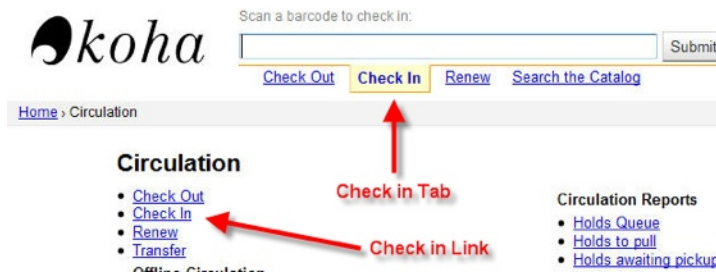 Scan a barcode to check in:
koha
Submit
Check Out Check In Renew Search the Catalog
Home › Circulation
Circulation
Check in Tab
• Check Out
• Check In
• Renew
• Transfer
Check in Link
Offline Circulation
Circulation Reports
• Holds Queue
• Holds to pull
• Holds awaiting pickup